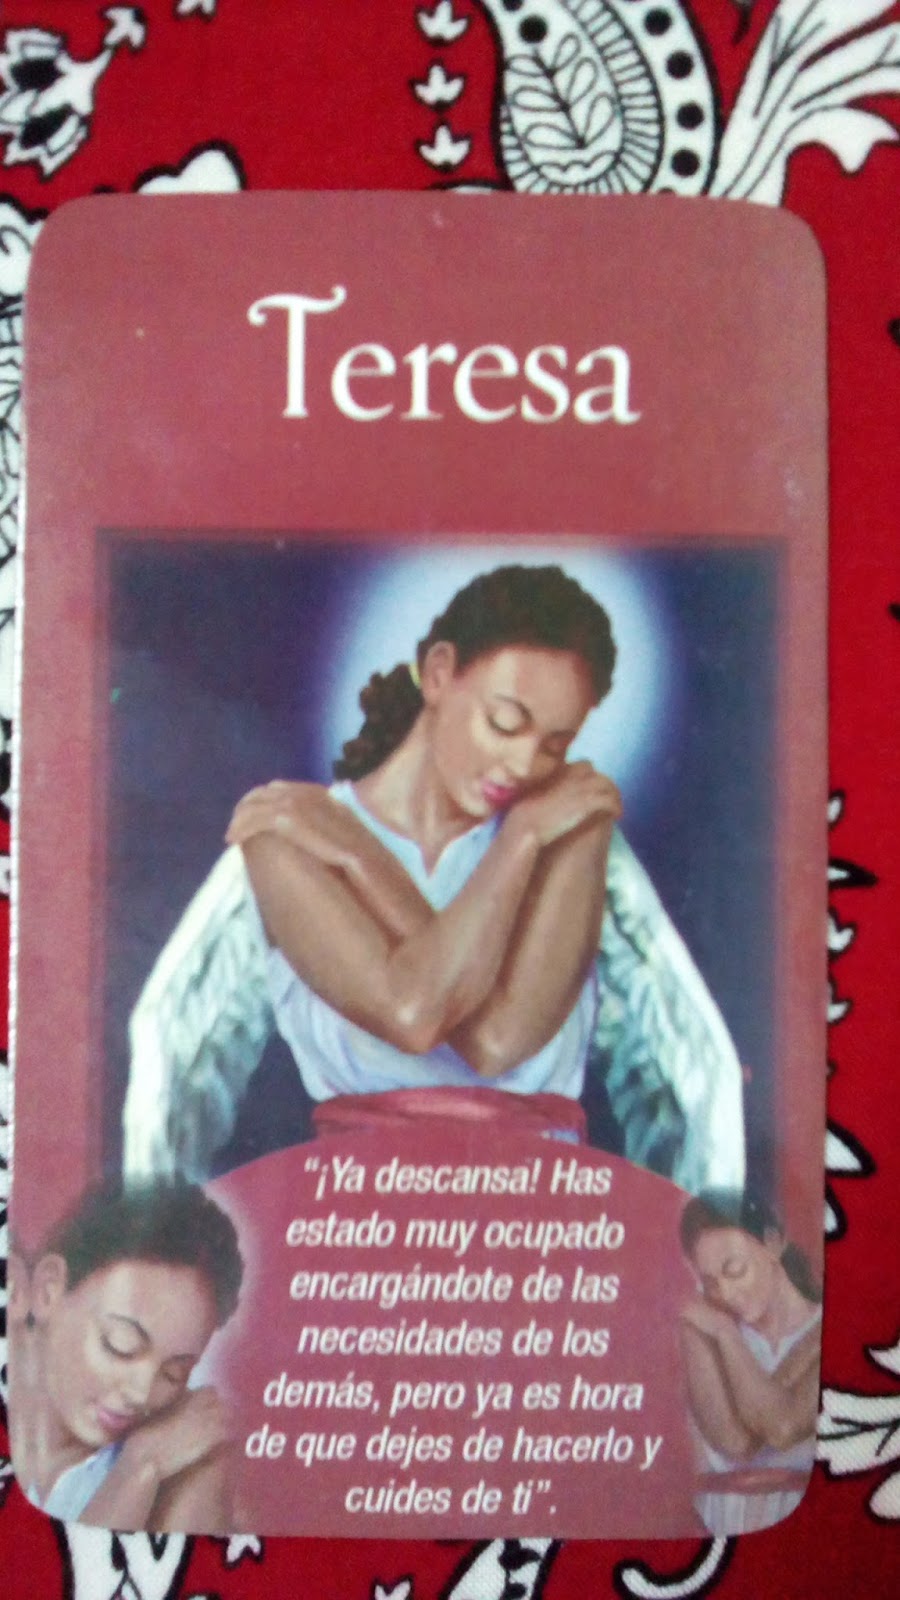 Teresa
“¡Ya descansa! Has
estado muy ocupado
encargándote de las
necesidades de los
demás, pero ya es hora
de que dejes de hacerlo y
cuides de ti”.